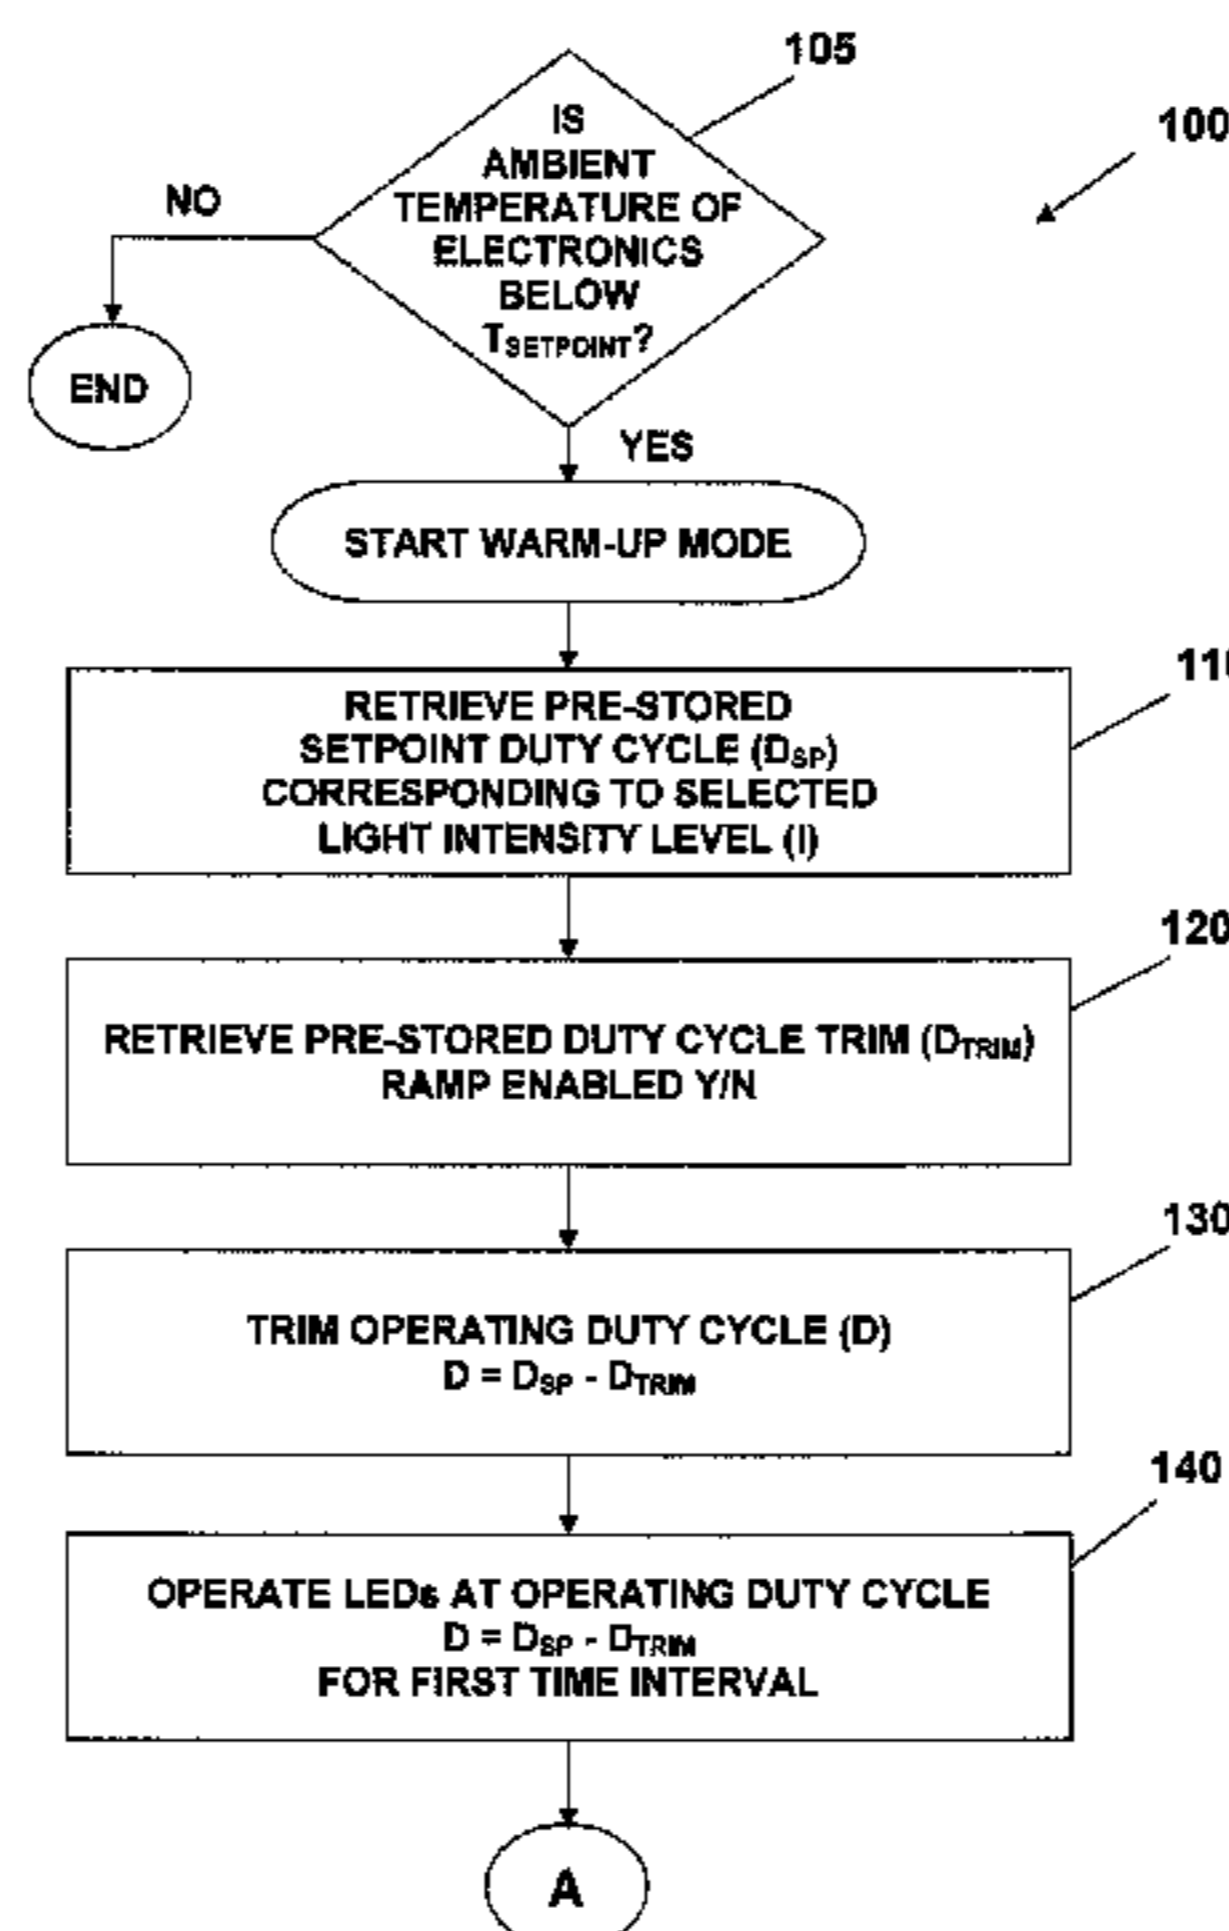 105
100
IS
AMBIENT
TEMPERATURE OF
ELECTRONICS
BELOW
TSETPOINT?
NO
END
YES
START WARM-UP MODE
110
RETRIEVE PRE-STORED
SETPOINT DUTY CYCLE (DSP)
CORRESPONDING TO SELECTED
LIGHT INTENSITY LEVEL (I)
120
RETRIEVE PRE-STORED DUTY CYCLE TRIM (DTRIM)
RAMP ENABLED Y/N
130
TRIM OPERATING DUTY CYCLE (D)
D = DSP - DTRIM
140
OPERATE LEDs AT OPERATING DUTY CYCLE
D = DSP - DTRIM
FOR FIRST TIME INTERVAL
A